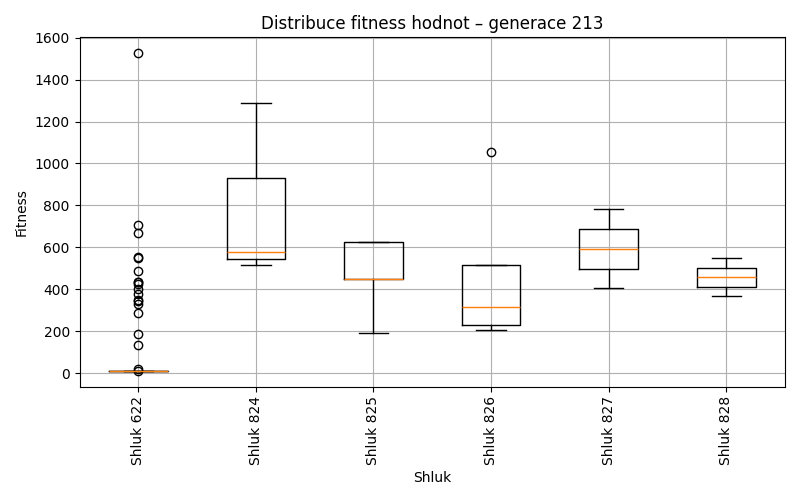 Distribuce fitness hodnot – generace 213
Fitness
1600
1400
1200
1000
800
600
400
200
0
Shluk 622
Shluk 824
Shluk 825
Shluk 826
Shluk 827
Shluk 828
Shluk